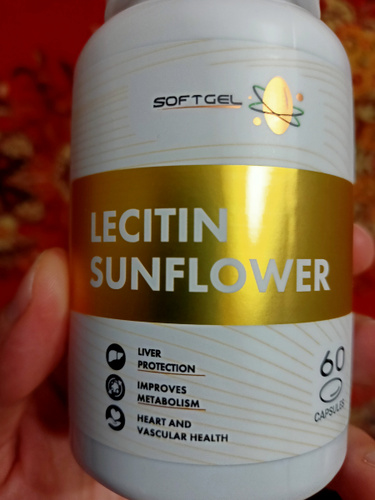 SOFTGEL
LECITIN
SUNFLOWER
LIVER
PROTECTION
IMPROVES
METABOLISM
HEART AND
VASCULAR HEALTH
60
CAPSULES